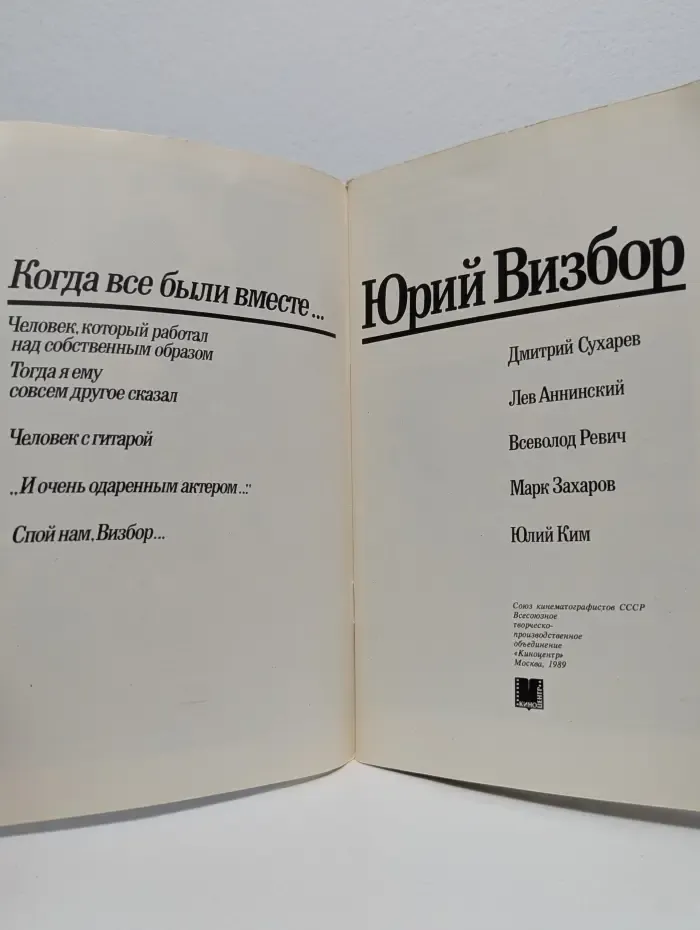 Когда все были вместе...
Человек, который работал
над собственным образом
Тогда я ему
совсем другое сказал
Человек с гитарой
„И очень одаренным актером..."
Спой нам, Визбор...
Юрий Визбор
Дмитрий Сухарев
Лев Аннинский
Всеволод Ревич
Марк Захаров
Юлий Ким
Союз кинематографистов СССР
Всесоюзное
творческо-
производственное
объединение
«Киноцентр»
Москва, 1989
КИНО
ЦЕНТР